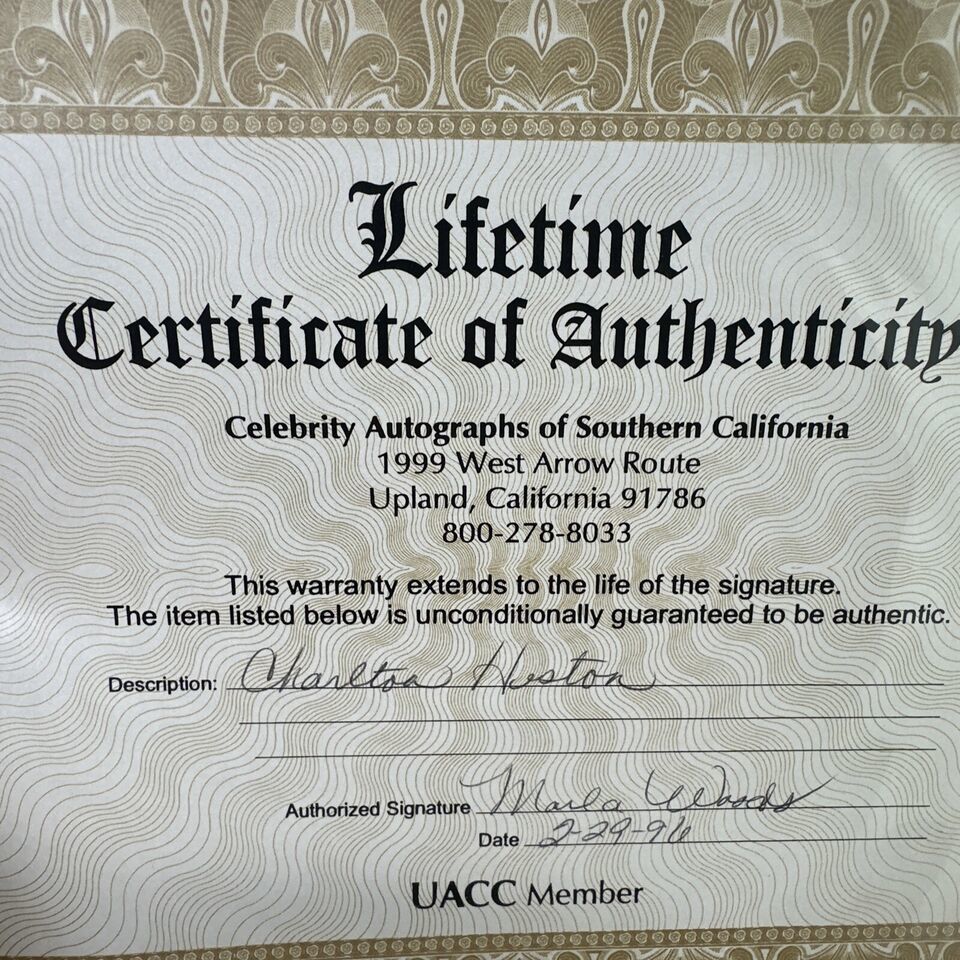 Lifetime
Certificate of Authenticity
Celebrity Autographs of Southern California
1999 West Arrow Route
Upland, California 91786
800-278-8033
This warranty extends to the life of the signature.
The item listed below is unconditionally guaranteed to be authentic.
Description: Charlton Heston
Authorized Signature Marla Woods
Date 2-29-96
UACC Member